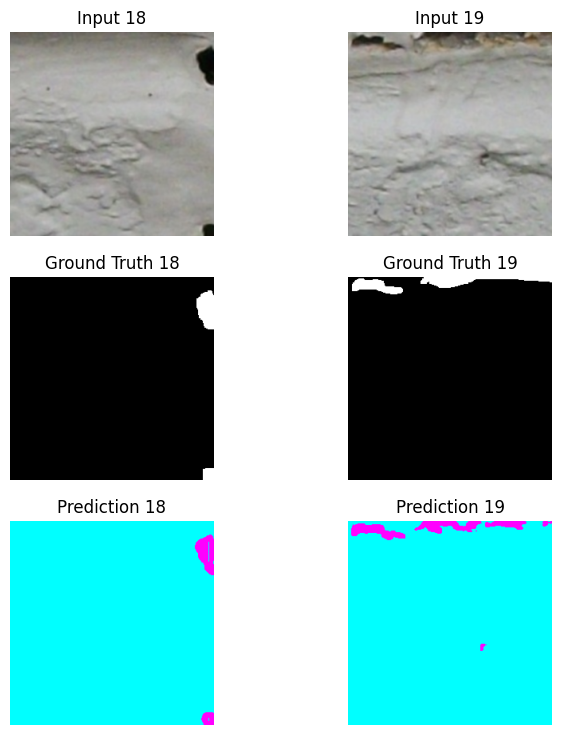 Input 18
Input 19
Ground Truth 18
Ground Truth 19
Prediction 18
Prediction 19